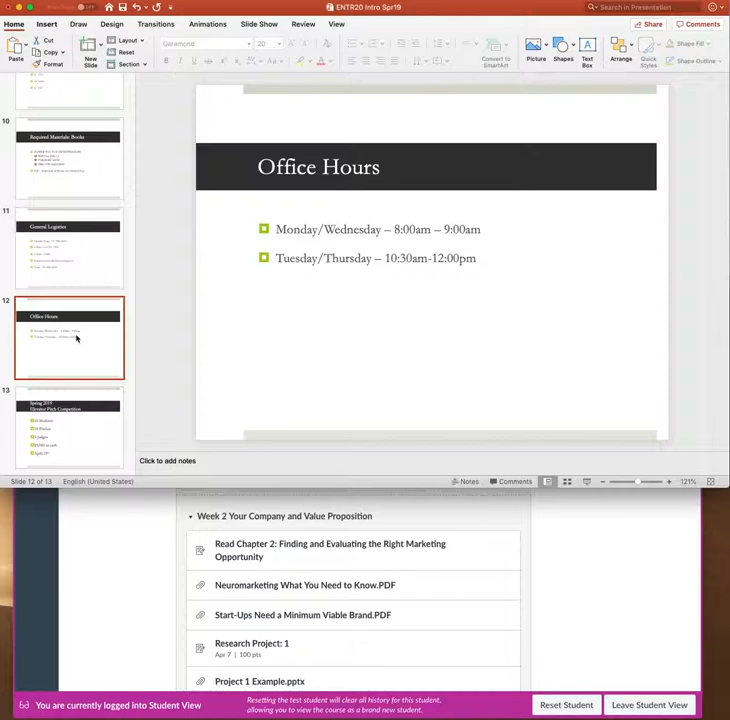 ENTR20 Intro Spr19
Search in Presentation
Home Insert Draw Design Transitions Animations Slide Show Review View Share Comments
Paste Cut Copy Format New Slide Layout Reset Section Garamond 20 Convert to SmartArt Picture Shapes Text Box Arrange Quick Styles Shape Fill Shape Outline
10
Required Materials: Books
11
General Logistics
12
Office Hours
13
Spring 2019
Elevator Pitch Competition
Office Hours
Monday/Wednesday – 8:00am – 9:00am
Tuesday/Thursday – 10:30am-12:00pm
Click to add notes
Slide 12 of 13 English (United States) Notes Comments 121%
Week 2 Your Company and Value Proposition
Read Chapter 2: Finding and Evaluating the Right Marketing
Opportunity
Neuromarketing What You Need to Know.PDF
Start-Ups Need a Minimum Viable Brand.PDF
Research Project: 1
Apr 7 | 100 pts
Project 1 Example.pptx
You are currently logged into Student View
Resetting the test student will clear all history for this student,
allowing you to view the course as a brand new student.
Reset Student Leave Student View